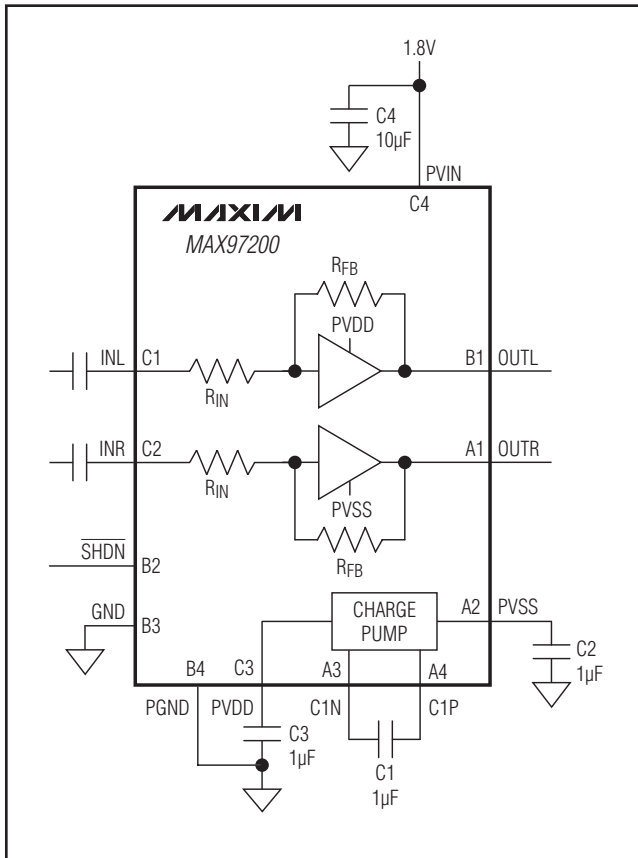 1.8V
C4
10µF
PVIN
C4
MAXIM
MAX97200
RFB
PVDD
INL
C1
RIN
B1
OUTL
INR
C2
RIN
A1
OUTR
PVSS
RFB
SHDN
B2
GND
B3
CHARGE
PUMP
A2
PVSS
C2
1µF
B4
C3
A3
A4
PGND
PVDD
C1N
C1P
C3
1µF
C1
1µF